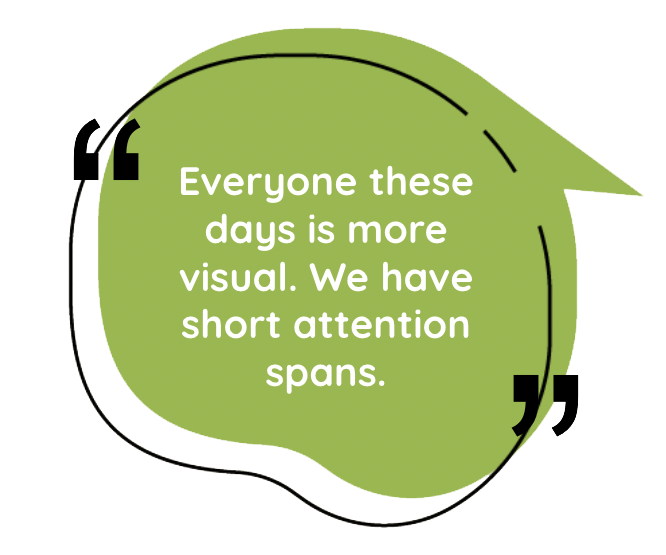 “
Everyone these
days is more
visual. We have
short attention
spans.
”